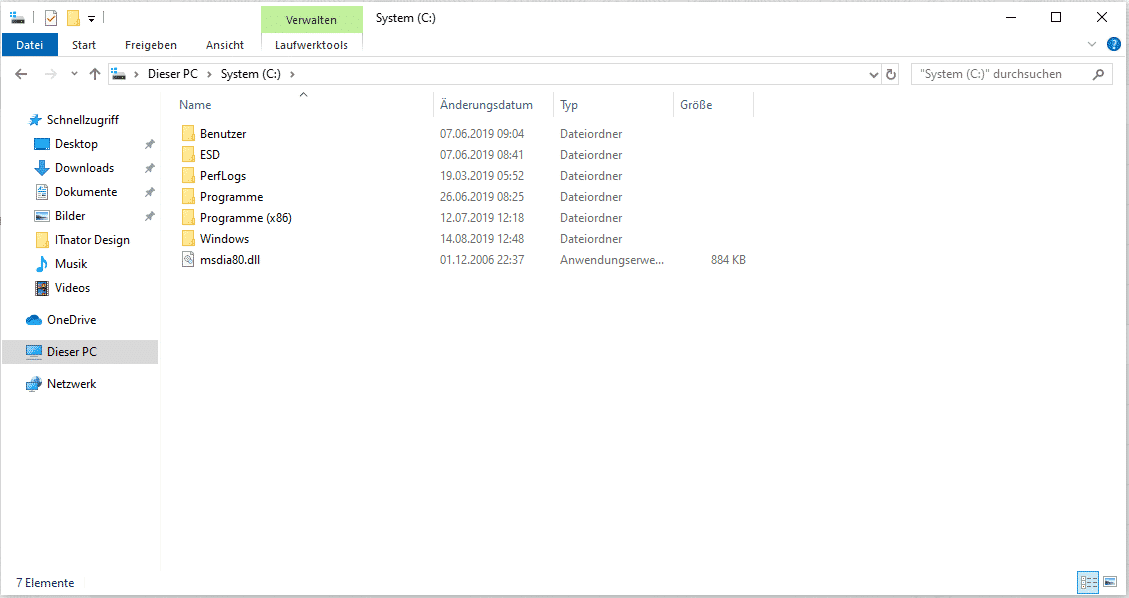 Verwalten System (C:)
Datei Start Freigeben Ansicht Laufwerktools
Dieser PC System (C:) "System (C:)" durchsuchen
Name Änderungsdatum Typ Größe
Schnellzugriff
Desktop
Downloads
Dokumente
Bilder
ITnator Design
Musik
Videos
OneDrive
Dieser PC
Netzwerk
Benutzer 07.06.2019 09:04 Dateiordner
ESD 07.06.2019 08:41 Dateiordner
PerfLogs 19.03.2019 05:52 Dateiordner
Programme 26.06.2019 08:25 Dateiordner
Programme (x86) 12.07.2019 12:18 Dateiordner
Windows 14.08.2019 12:48 Dateiordner
msdia80.dll 01.12.2006 22:37 Anwendungserwe... 884 KB
7 Elemente